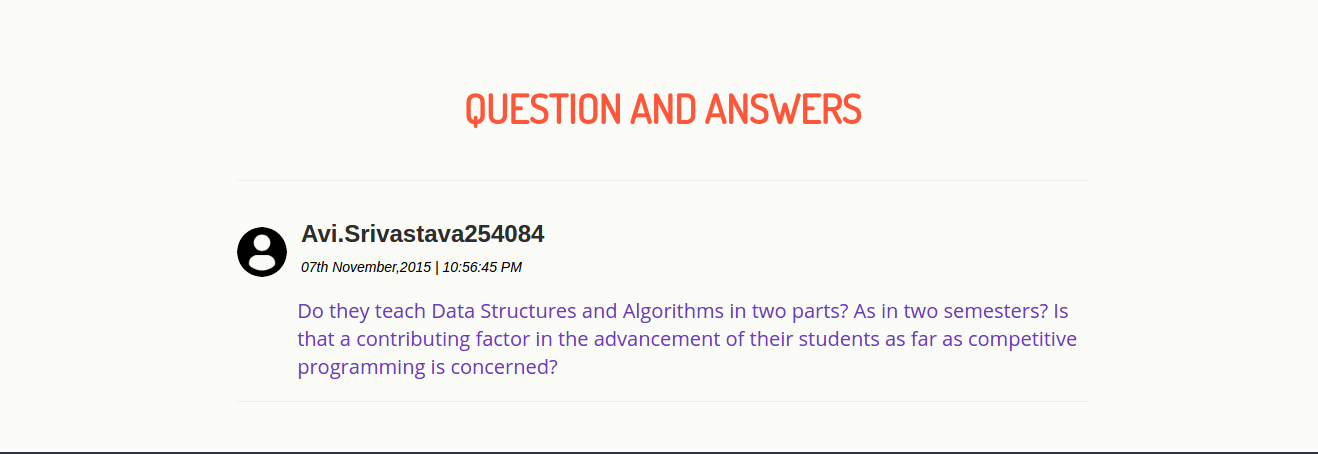 QUESTION AND ANSWERS
Avi.Srivastava254084
07th November,2015 | 10:56:45 PM
Do they teach Data Structures and Algorithms in two parts? As in two semesters? Is
that a contributing factor in the advancement of their students as far as competitive
programming is concerned?